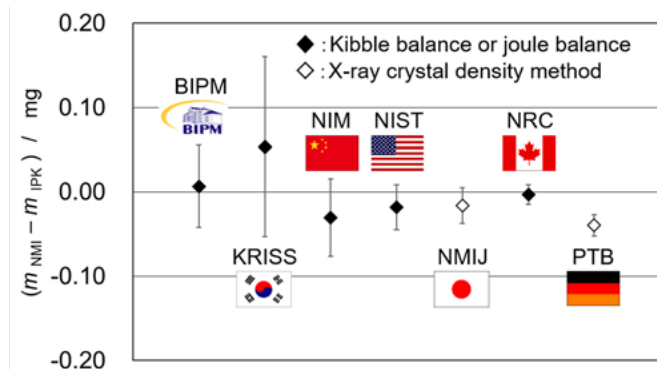 0.20
◆ : Kibble balance or joule balance
◇ : X-ray crystal density method
0.10
BIPM
BIPM
NIM
NIST
NRC
0.00
-0.10
KRISS
NMIJ
PTB
-0.20
(m NMI − m IPK ) / mg